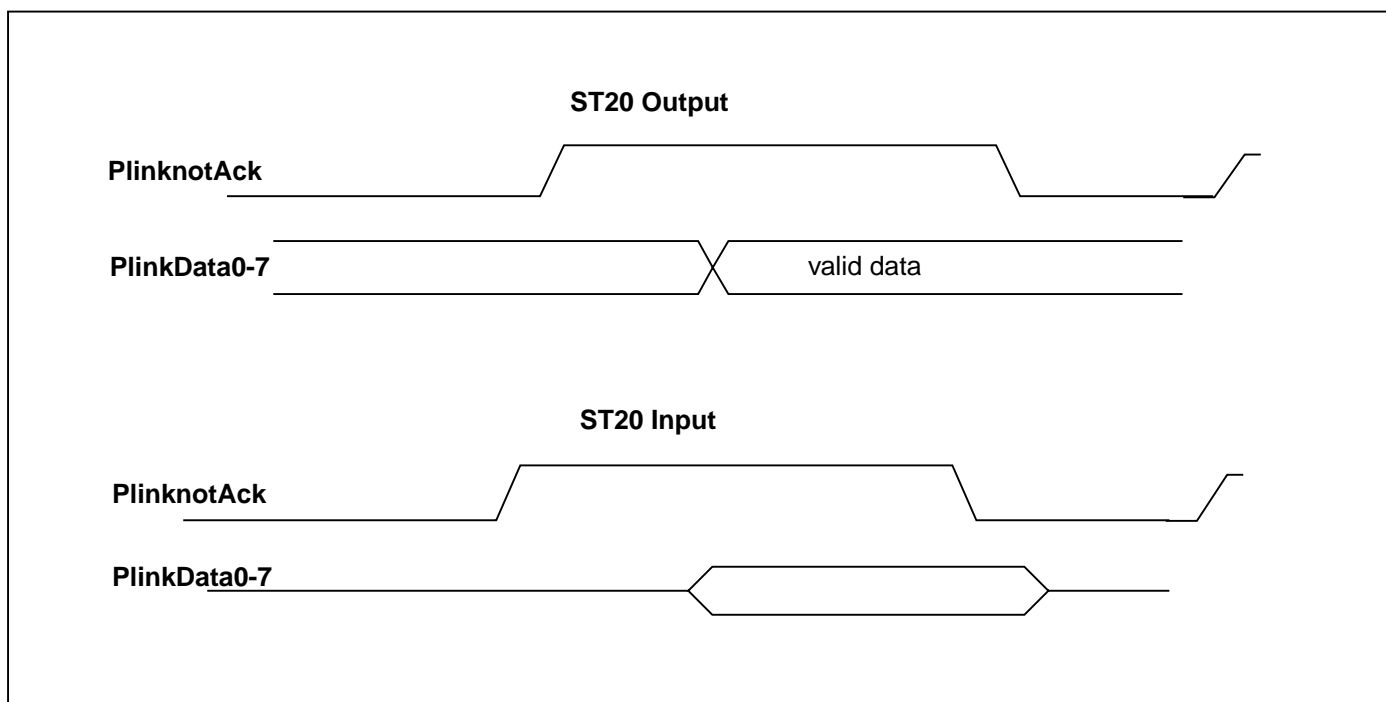 ST20 Output
PlinknotAck
PlinkData0-7
valid data
ST20 Input
PlinknotAck
PlinkData0-7